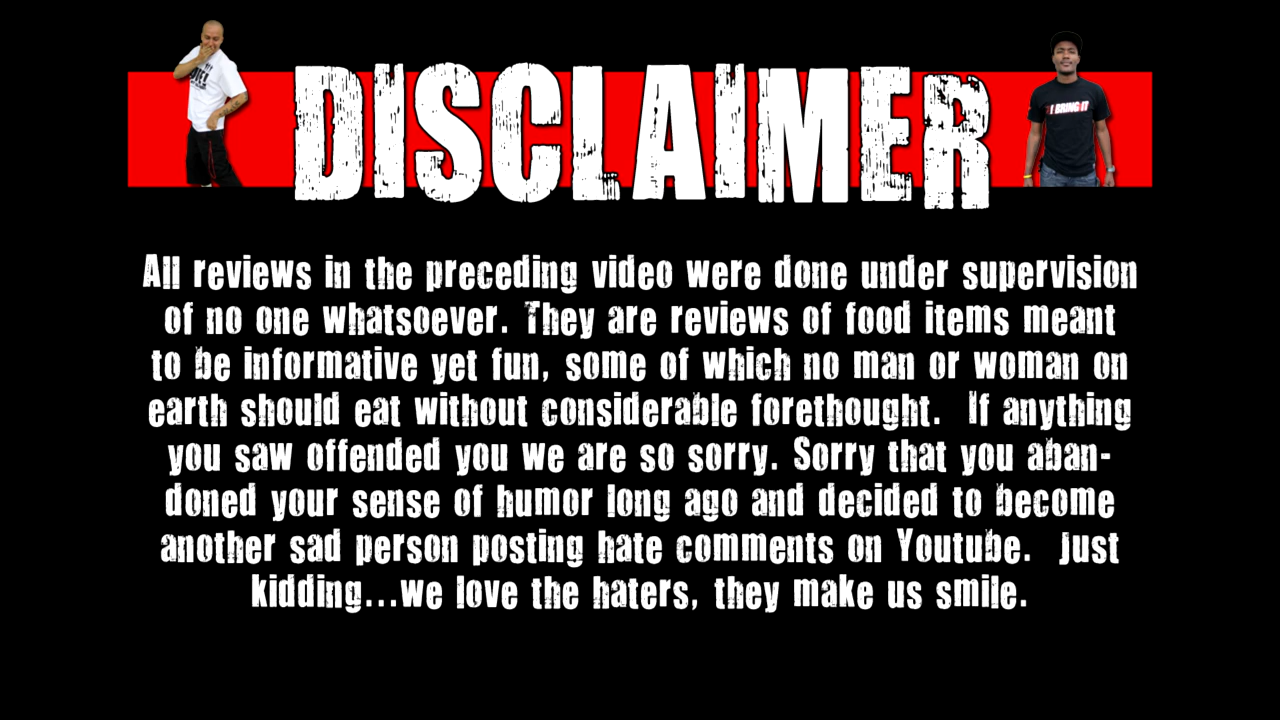 DISCLAIMER
I BRING IT
All reviews in the preceding video were done under supervision
of no one whatsoever. They are reviews of food items meant
to be informative yet fun, some of which no man or woman on
earth should eat without considerable forethought. If anything
you saw offended you we are so sorry. Sorry that you aban-
doned your sense of humor long ago and decided to become
another sad person posting hate comments on Youtube. Just
kidding...we love the haters, they make us smile.